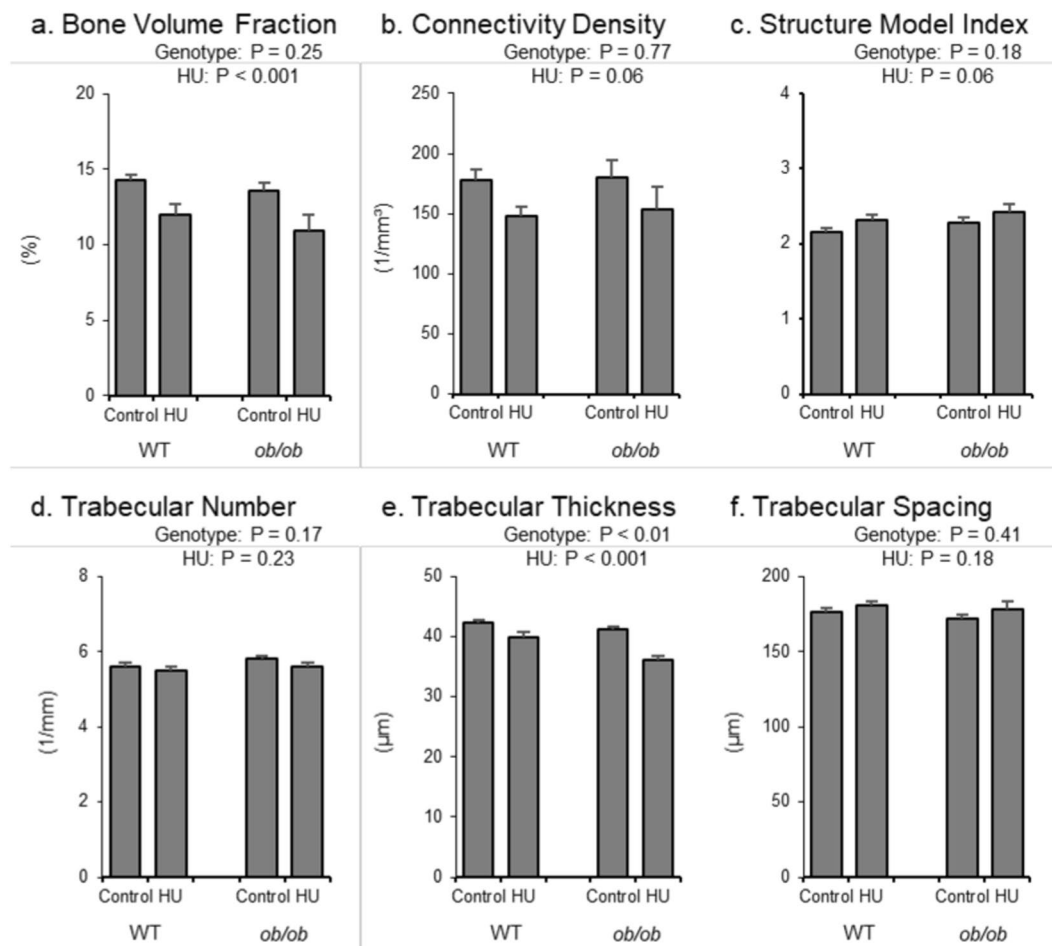 a. Bone Volume Fraction
Genotype: P = 0.25
HU: P < 0.001
20
15
10
5
0
(%)
Control HU
Control HU
WT
ob/ob
b. Connectivity Density
Genotype: P = 0.77
HU: P = 0.06
250
200
150
100
50
0
(1/mm³)
Control HU
Control HU
WT
ob/ob
c. Structure Model Index
Genotype: P = 0.18
HU: P = 0.06
4
3
2
1
0
Control HU
Control HU
WT
ob/ob
d. Trabecular Number
Genotype: P = 0.17
HU: P = 0.23
8
6
4
2
0
(1/mm)
Control HU
Control HU
WT
ob/ob
e. Trabecular Thickness
Genotype: P < 0.01
HU: P < 0.001
50
40
30
20
10
0
(µm)
Control HU
Control HU
WT
ob/ob
f. Trabecular Spacing
Genotype: P = 0.41
HU: P = 0.18
200
150
100
50
0
(µm)
Control HU
Control HU
WT
ob/ob